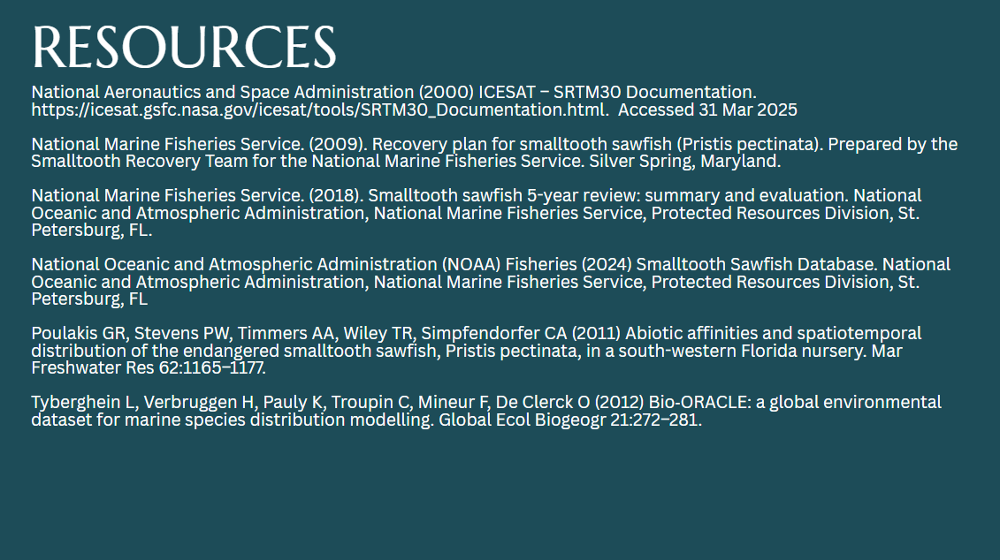 RESOURCES
National Aeronautics and Space Administration (2000) ICESAT – SRTM30 Documentation.
https://icesat.gsfc.nasa.gov/icesat/tools/SRTM30_Documentation.html.  Accessed 31 Mar 2025
National Marine Fisheries Service. (2009). Recovery plan for smalltooth sawfish (Pristis pectinata). Prepared by the
Smalltooth Recovery Team for the National Marine Fisheries Service. Silver Spring, Maryland.
National Marine Fisheries Service. (2018). Smalltooth sawfish 5-year review: summary and evaluation. National
Oceanic and Atmospheric Administration, National Marine Fisheries Service, Protected Resources Division, St.
Petersburg, FL.
National Oceanic and Atmospheric Administration (NOAA) Fisheries (2024) Smalltooth Sawfish Database. National
Oceanic and Atmospheric Administration, National Marine Fisheries Service, Protected Resources Division, St.
Petersburg, FL
Poulakis GR, Stevens PW, Timmers AA, Wiley TR, Simpfendorfer CA (2011) Abiotic affinities and spatiotemporal
distribution of the endangered smalltooth sawfish, Pristis pectinata, in a south-western Florida nursery. Mar
Freshwater Res 62:1165–1177.
Tyberghein L, Verbruggen H, Pauly K, Troupin C, Mineur F, De Clerck O (2012) Bio-ORACLE: a global environmental
dataset for marine species distribution modelling. Global Ecol Biogeogr 21:272–281.